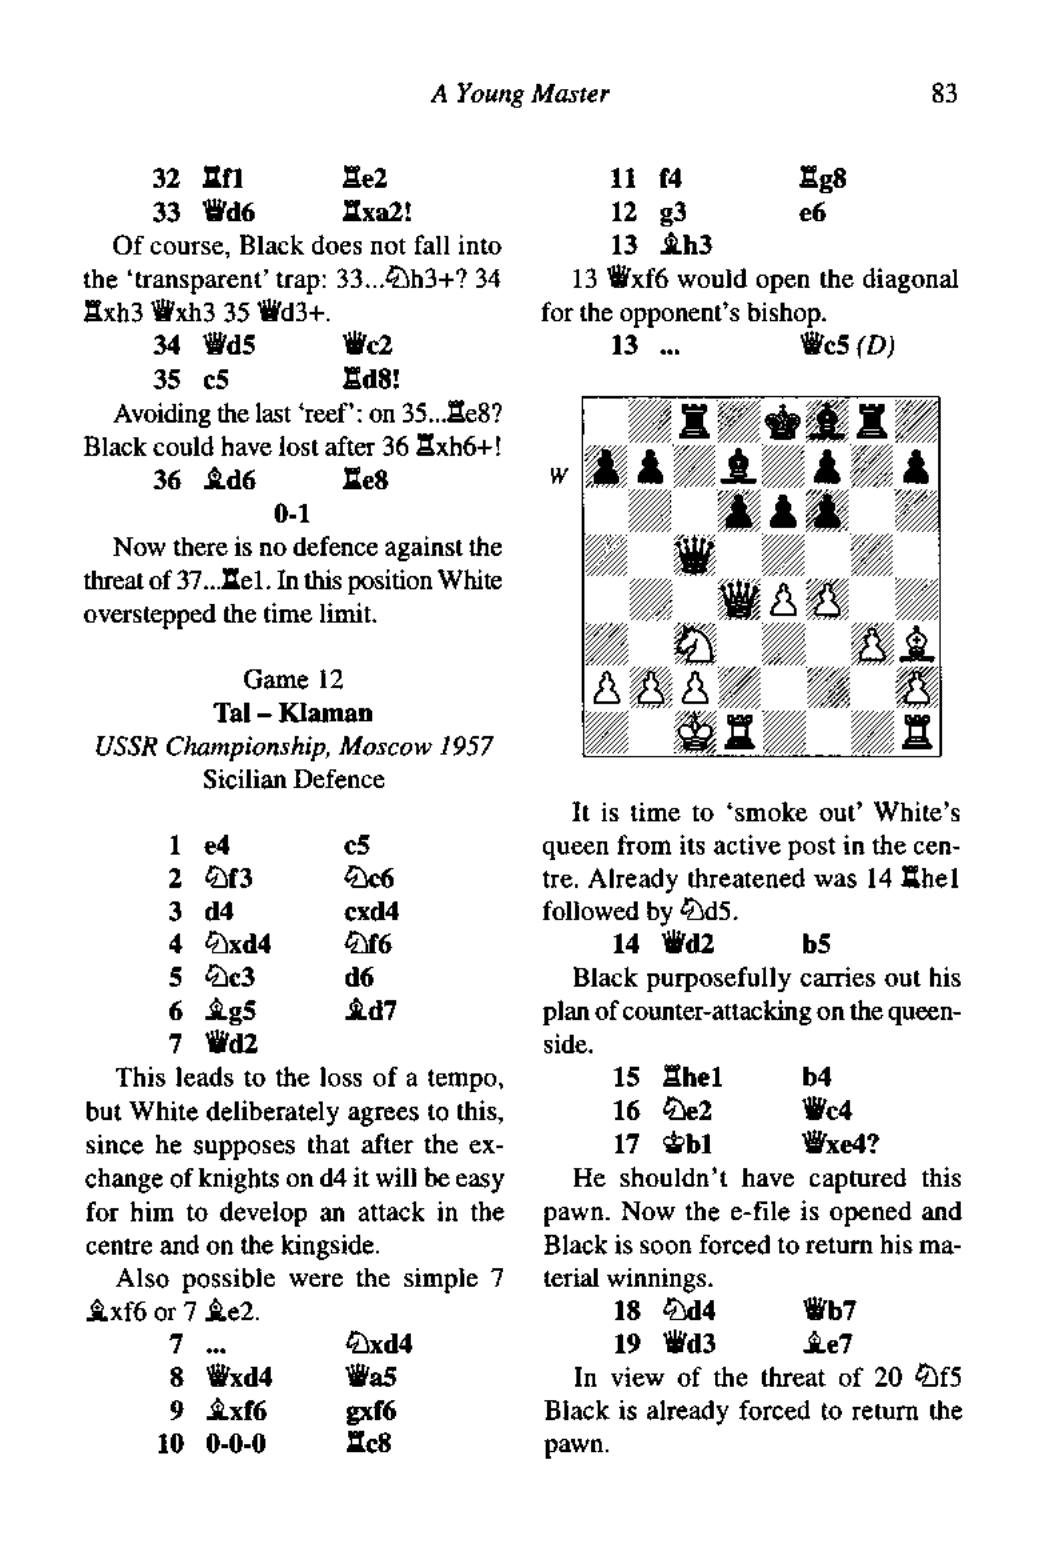 A Young Master 83
32 ♖f1 ♖e2
33 ♕d6 ♖xa2!
Of course, Black does not fall into
the ‘transparent’ trap: 33...♘h3+? 34
♖xh3 ♕xh3 35 ♕d3+.
34 ♕d5 ♕c2
35 c5 ♖d8!
Avoiding the last ‘reef’: on 35...♖e8?
Black could have lost after 36 ♖xh6+!
36 ♗d6 ♖e8
0-1
Now there is no defence against the
threat of 37...♖e1. In this position White
overstepped the time limit.
Game 12
Tal – Klaman
USSR Championship, Moscow 1957
Sicilian Defence
1 e4 c5
2 ♘f3 ♘c6
3 d4 cxd4
4 ♘xd4 ♘f6
5 ♘c3 d6
6 ♗g5 ♗d7
7 ♕d2
This leads to the loss of a tempo,
but White deliberately agrees to this,
since he supposes that after the ex-
change of knights on d4 it will be easy
for him to develop an attack in the
centre and on the kingside.
Also possible were the simple 7
♗xf6 or 7 ♗e2.
7 ... ♘xd4
8 ♕xd4 ♕a5
9 ♗xf6 gxf6
10 0-0-0 ♖c8
11 f4 ♖g8
12 g3 e6
13 ♗h3
13 ♕xf6 would open the diagonal
for the opponent’s bishop.
13 ... ♕c5 (D)
W
It is time to ‘smoke out’ White’s
queen from its active post in the cen-
tre. Already threatened was 14 ♖he1
followed by ♘d5.
14 ♕d2 b5
Black purposefully carries out his
plan of counter-attacking on the queen-
side.
15 ♖he1 b4
16 ♘e2 ♕c4
17 ♔b1 ♕xe4?
He shouldn’t have captured this
pawn. Now the e-file is opened and
Black is soon forced to return his ma-
terial winnings.
18 ♘d4 ♕b7
19 ♕d3 ♗e7
In view of the threat of 20 ♘f5
Black is already forced to return the
pawn.